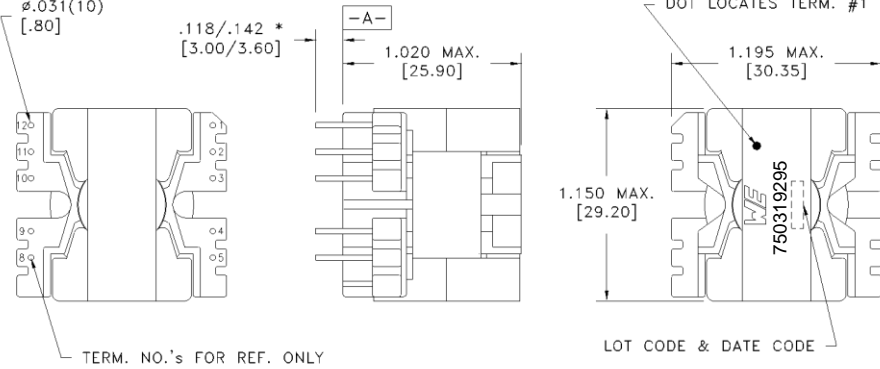 ø.031(10)
[.80]
.118/.142 *
[3.00/3.60]
-A-
1.020 MAX.
[25.90]
DOT LOCATES TERM. #1
1.195 MAX.
[30.35]
12
11
10
9
8
1
2
3
4
5
1.150 MAX.
[29.20]
WE
750319295
TERM. NO.'s FOR REF. ONLY
LOT CODE & DATE CODE